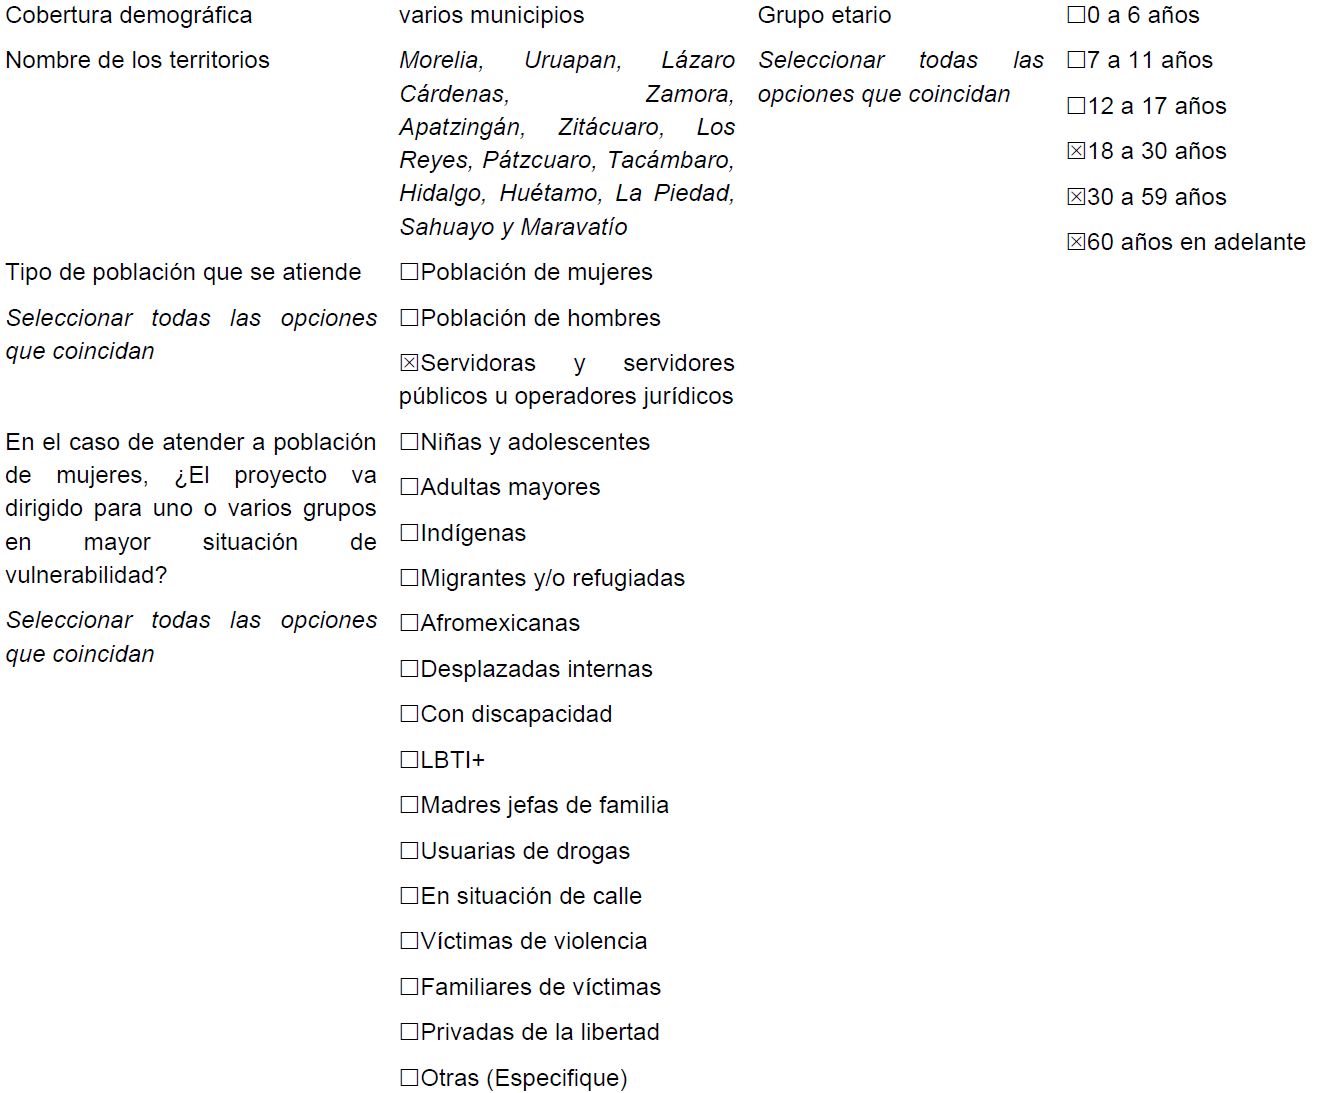 Cobertura demográfica
varios municipios
Grupo etario
☐0 a 6 años
Nombre de los territorios
Morelia, Uruapan, Lázaro
Cárdenas, Zamora,
Apatzingán, Zitácuaro, Los
Reyes, Pátzcuaro, Tacámbaro,
Hidalgo, Huétamo, La Piedad,
Sahuayo y Maravatío
Seleccionar todas las
opciones que coincidan
☐7 a 11 años
☐12 a 17 años
☒18 a 30 años
☒30 a 59 años
☒60 años en adelante
Tipo de población que se atiende
Seleccionar todas las opciones
que coincidan
☐Población de mujeres
☐Población de hombres
☒Servidoras y servidores
públicos u operadores jurídicos
En el caso de atender a población
de mujeres, ¿El proyecto va
dirigido para uno o varios grupos
en mayor situación de
vulnerabilidad?
Seleccionar todas las opciones
que coincidan
☐Niñas y adolescentes
☐Adultas mayores
☐Indígenas
☐Migrantes y/o refugiadas
☐Afromexicanas
☐Desplazadas internas
☐Con discapacidad
☐LBTI+
☐Madres jefas de familia
☐Usuarias de drogas
☐En situación de calle
☐Víctimas de violencia
☐Familiares de víctimas
☐Privadas de la libertad
☐Otras (Especifique)